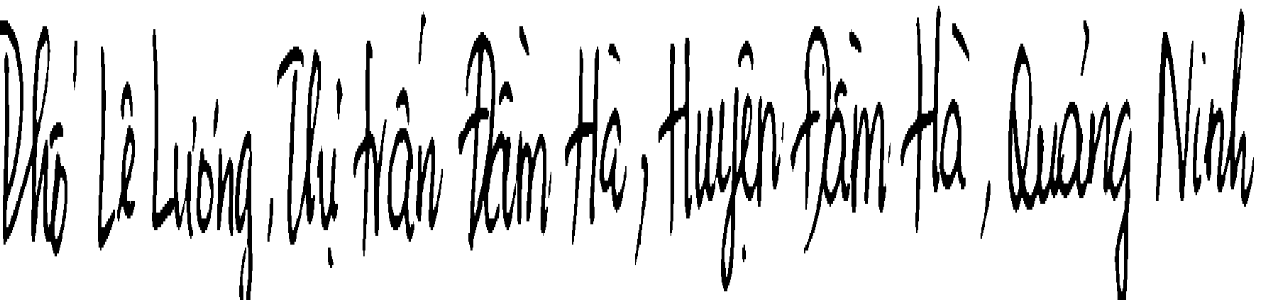 Phố Lê Lương, Thị trấn Đầm Hà, Huyện Đầm Hà, Quảng Ninh